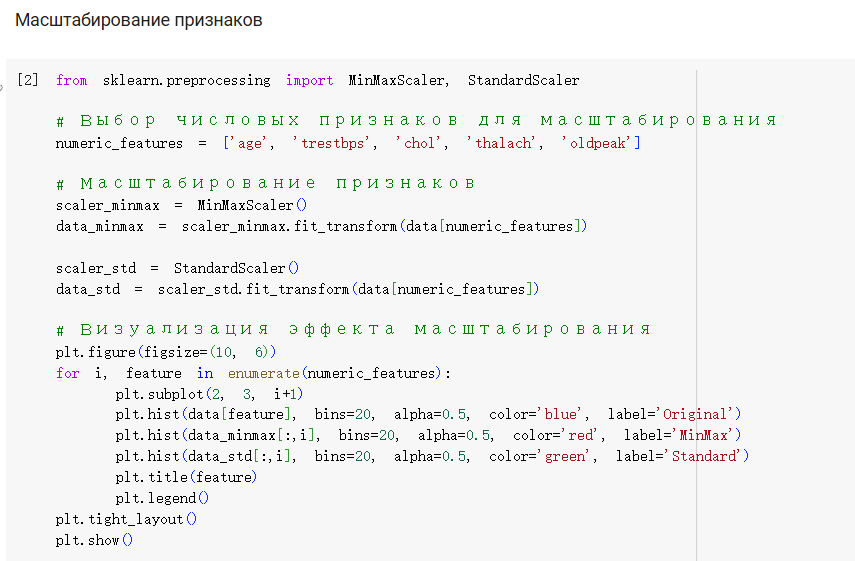 Масштабирование признаков
[2] from sklearn.preprocessing import MinMaxScaler, StandardScaler
# Выбор числовых признаков для масштабирования
numeric_features = ['age', 'trestbps', 'chol', 'thalach', 'oldpeak']
# Масштабирование признаков
scaler_minmax = MinMaxScaler()
data_minmax = scaler_minmax.fit_transform(data[numeric_features])
scaler_std = StandardScaler()
data_std = scaler_std.fit_transform(data[numeric_features])
# Визуализация эффекта масштабирования
plt.figure(figsize=(10, 6))
for i, feature in enumerate(numeric_features):
plt.subplot(2, 3, i+1)
plt.hist(data[feature], bins=20, alpha=0.5, color='blue', label='Original')
plt.hist(data_minmax[:,i], bins=20, alpha=0.5, color='red', label='MinMax')
plt.hist(data_std[:,i], bins=20, alpha=0.5, color='green', label='Standard')
plt.title(feature)
plt.legend()
plt.tight_layout()
plt.show()